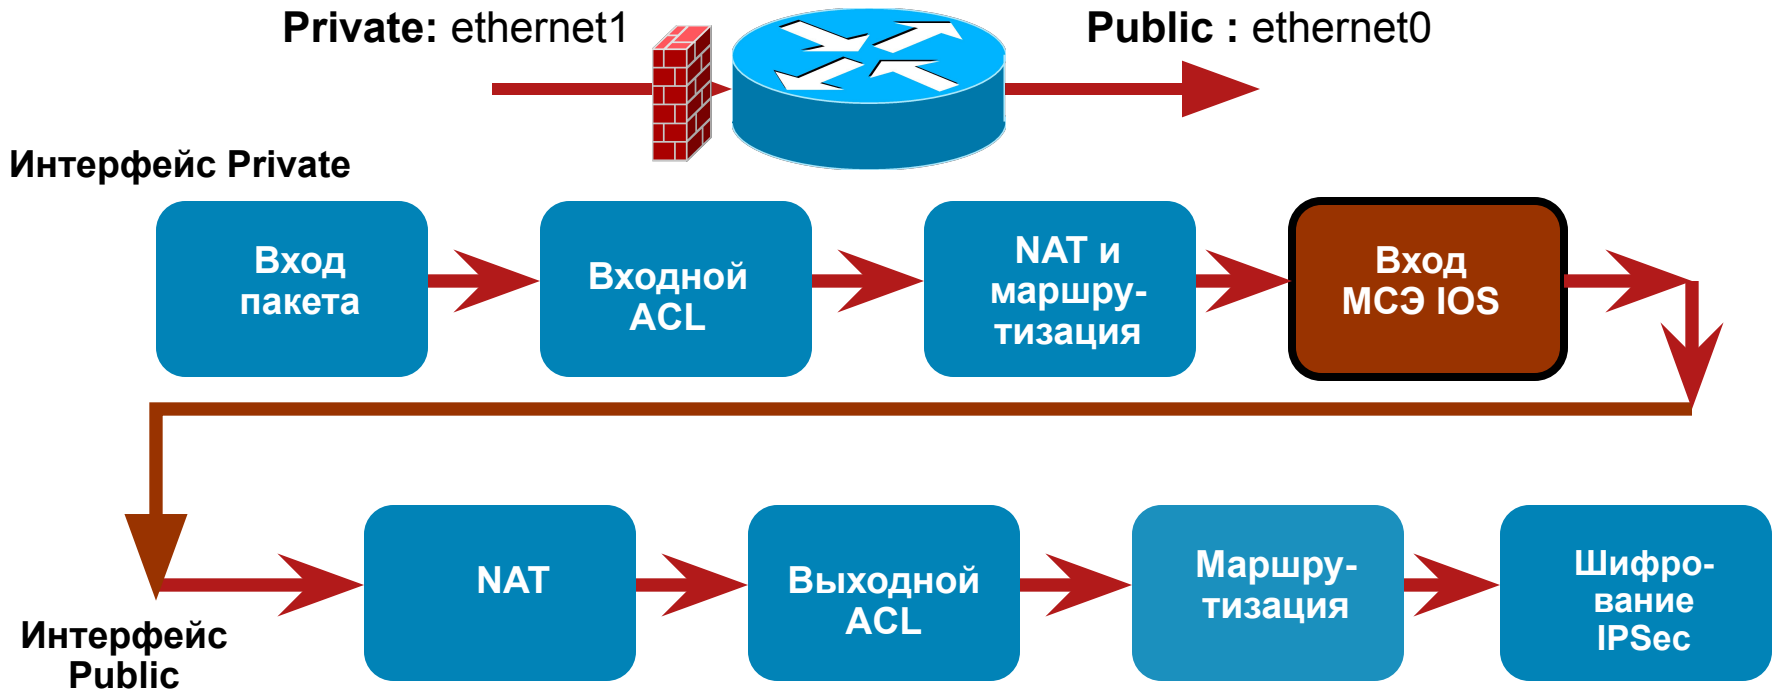 Private: ethernet1
Public : ethernet0
Интерфейс Private
Вход
пакета
Входной
ACL
NAT и
маршру-
тизация
Вход
МСЭ IOS
NAT
Выходной
ACL
Маршру-
тизация
Шифро-
вание
IPSec
Интерфейс
Public